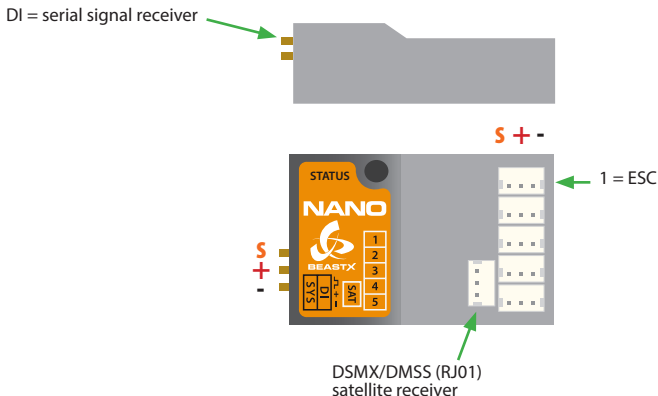 DI = serial signal receiver
S + -
1 = ESC
STATUS
NANO
BEASTX
S
+
-
1
2
3
4
5
SYS
DI
+
-
SAT
DSMX/DMSS (RJ01)
satellite receiver